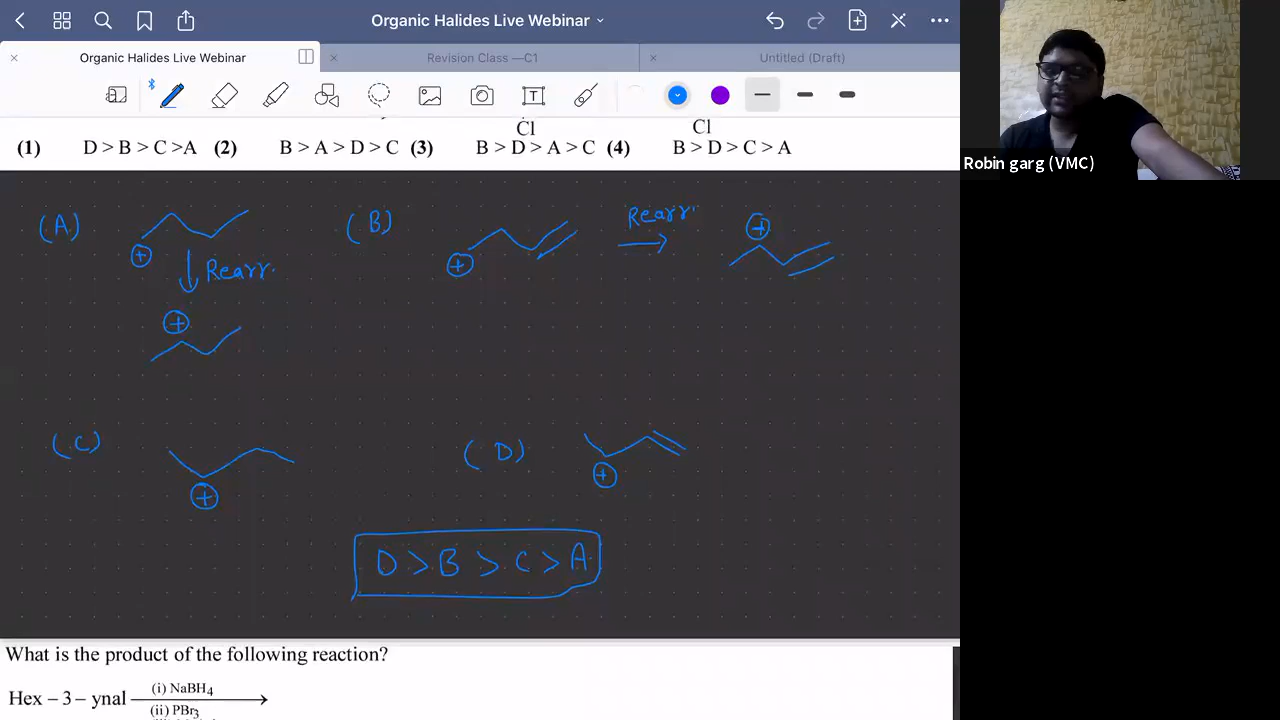 Organic Halides Live Webinar
Organic Halides Live Webinar
Revision Class —C1
Untitled (Draft)
T
Cl Cl
(1) D > B > C >A (2) B > A > D > C (3) B > D > A > C (4) B > D > C > A
Robin garg (VMC)
(A) (B) Rearr.
+ + +
Rearr.
+
(C) (D)
+ +
D > B > C > A
What is the product of the following reaction?
Hex – 3 – ynal (i) NaBH4
(ii) PBr3